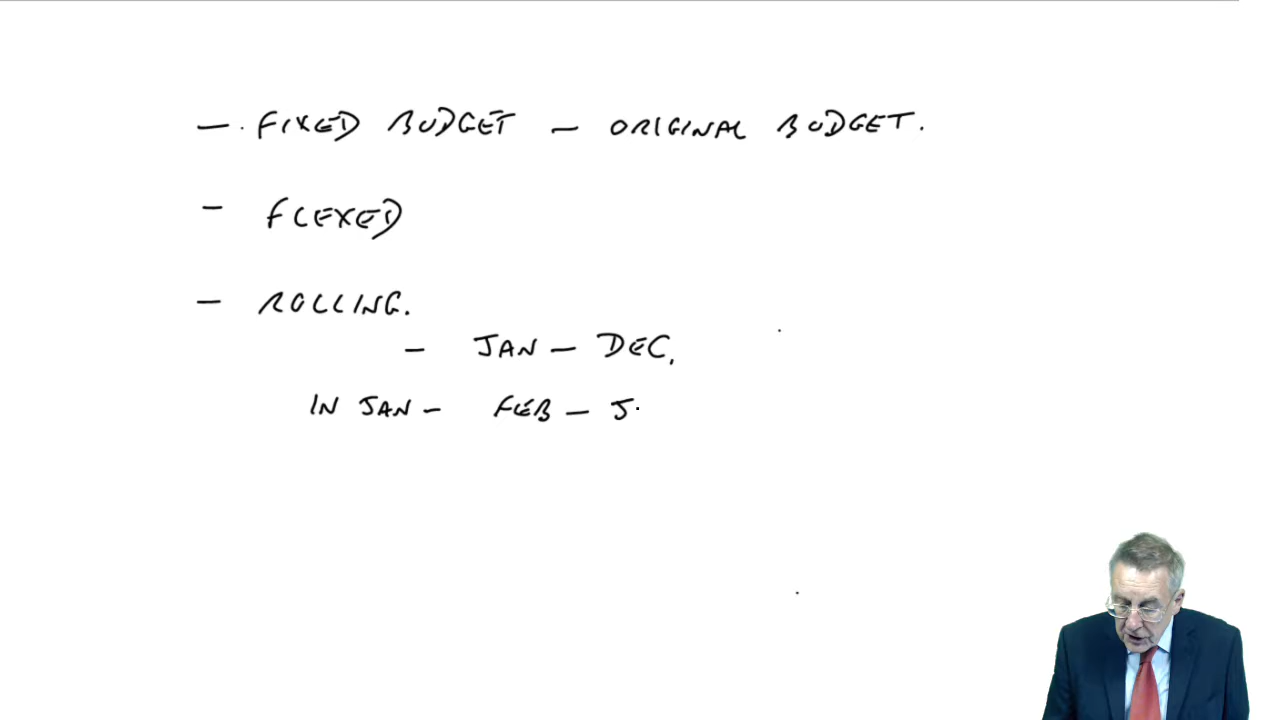 — FIXED BUDGET — ORIGINAL BUDGET.
— FLEXED
— ROLLING.
— JAN — DEC.
IN JAN — FEB — J